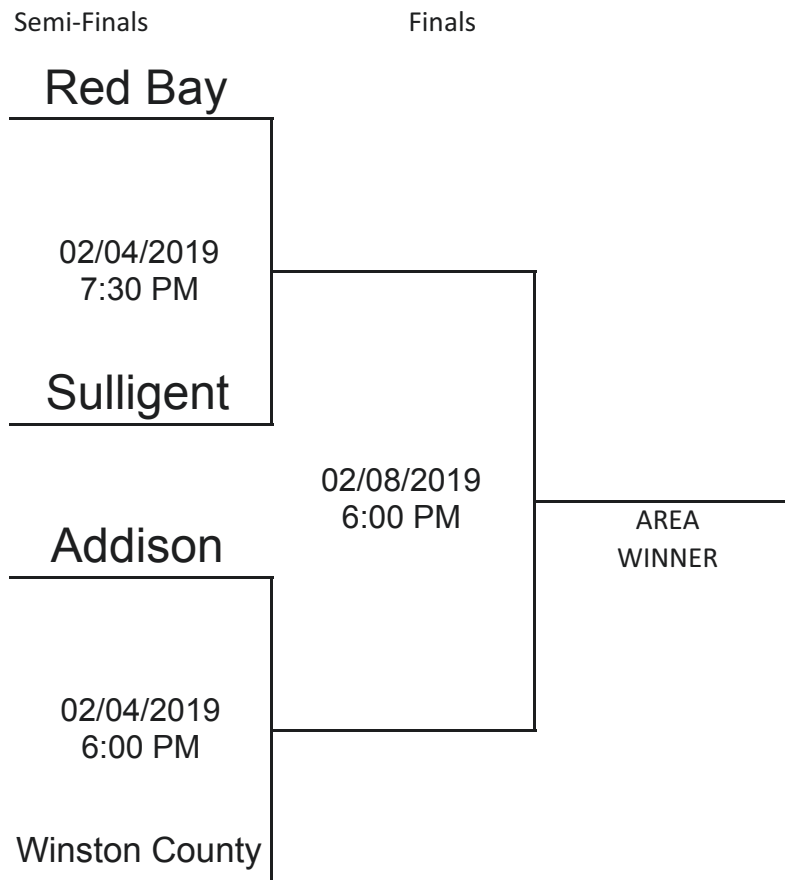 Semi-Finals
Finals
Red Bay
02/04/2019
7:30 PM
Sulligent
02/08/2019
6:00 PM
AREA
WINNER
Addison
02/04/2019
6:00 PM
Winston County